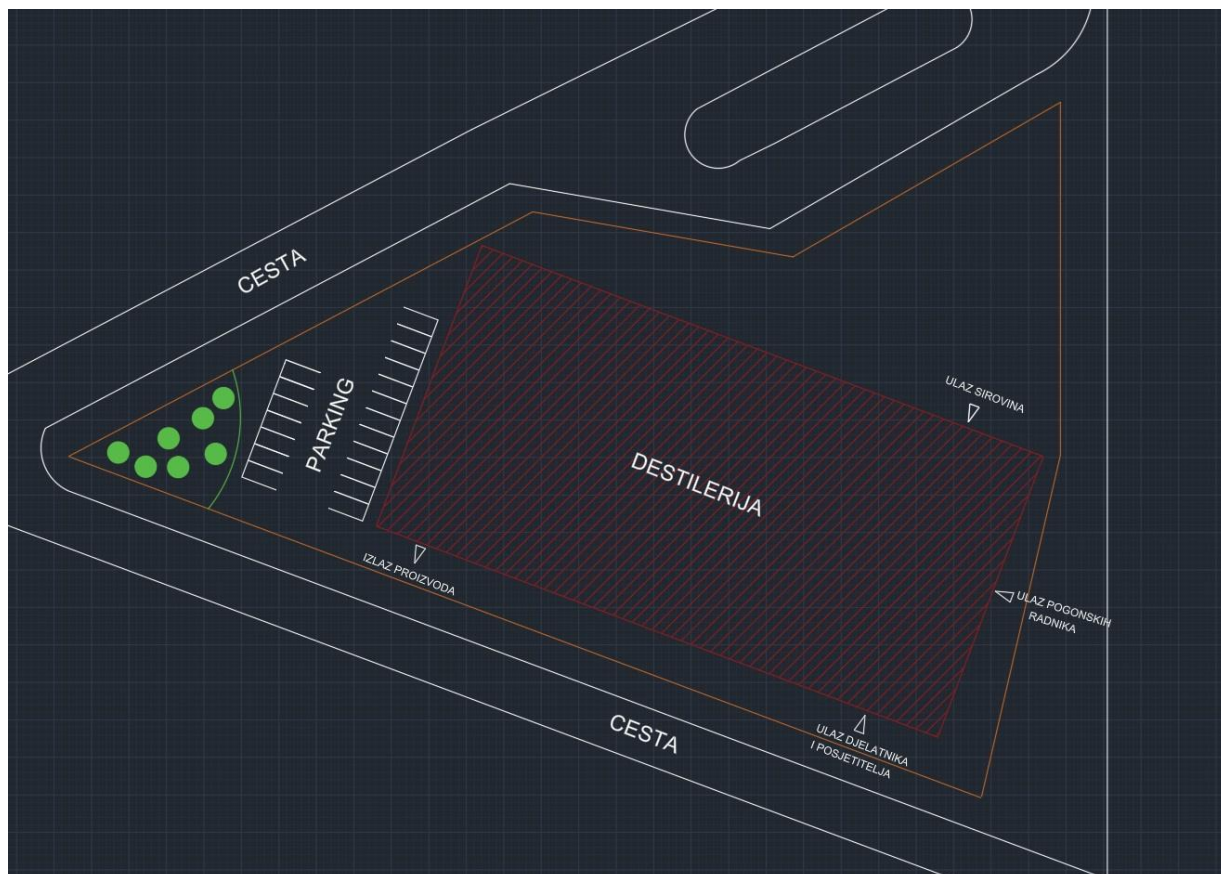 CESTA
PARKING
ULAZ SIROVINA
DESTILERIJA
IZLAZ PROIZVODA
ULAZ POGONSKIH
RADNIKA
CESTA
ULAZ DJELATNIKA
I POSJETITELJA